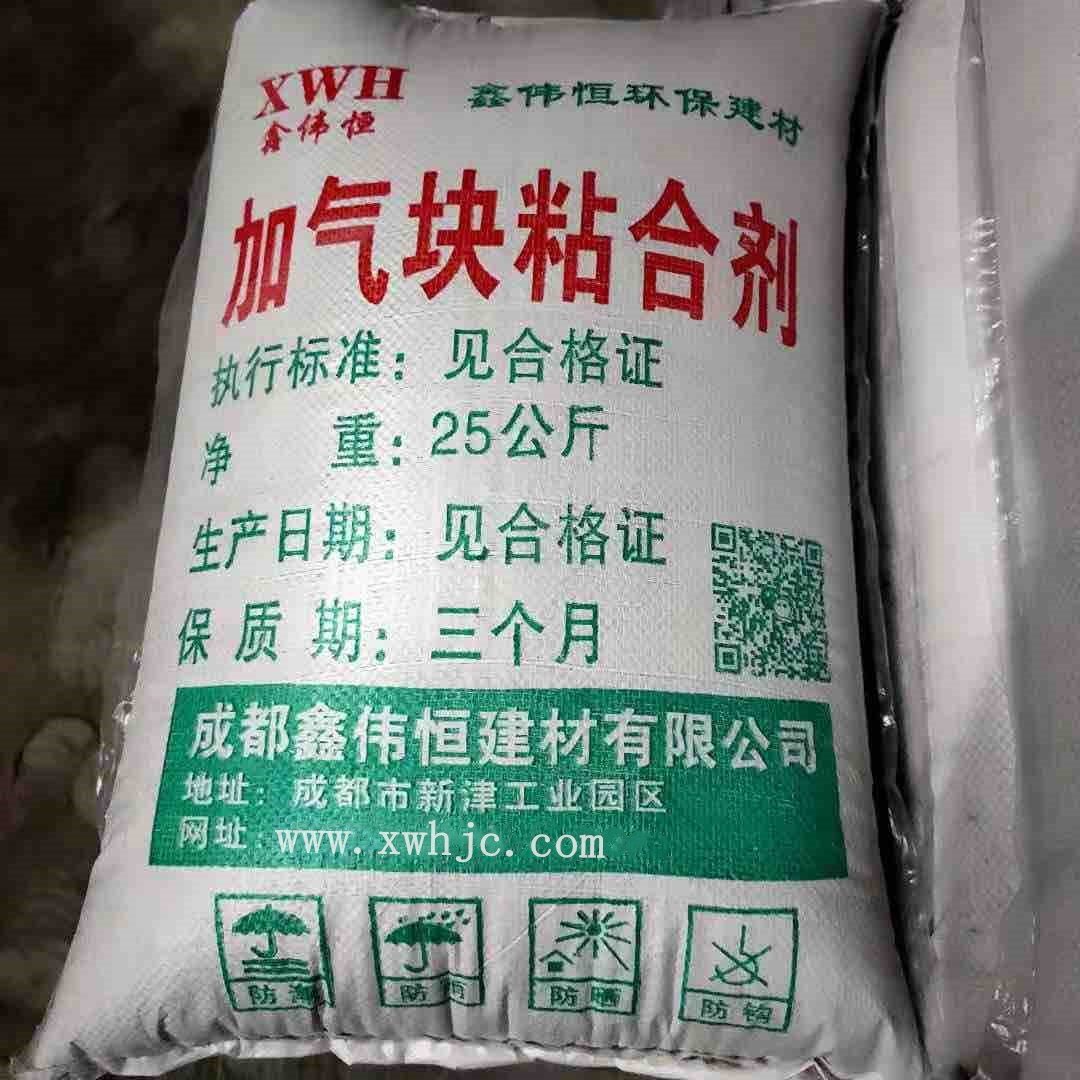 XWH
鑫伟恒
鑫伟恒环保建材
加气块粘合剂
执行标准：见合格证
净 重：25公斤
生产日期：见合格证
保 质 期：三个月
成都鑫伟恒建材有限公司
地址：成都市新津工业园区
网址：www.xwhjc.com
防潮 防雨 防晒 防钩